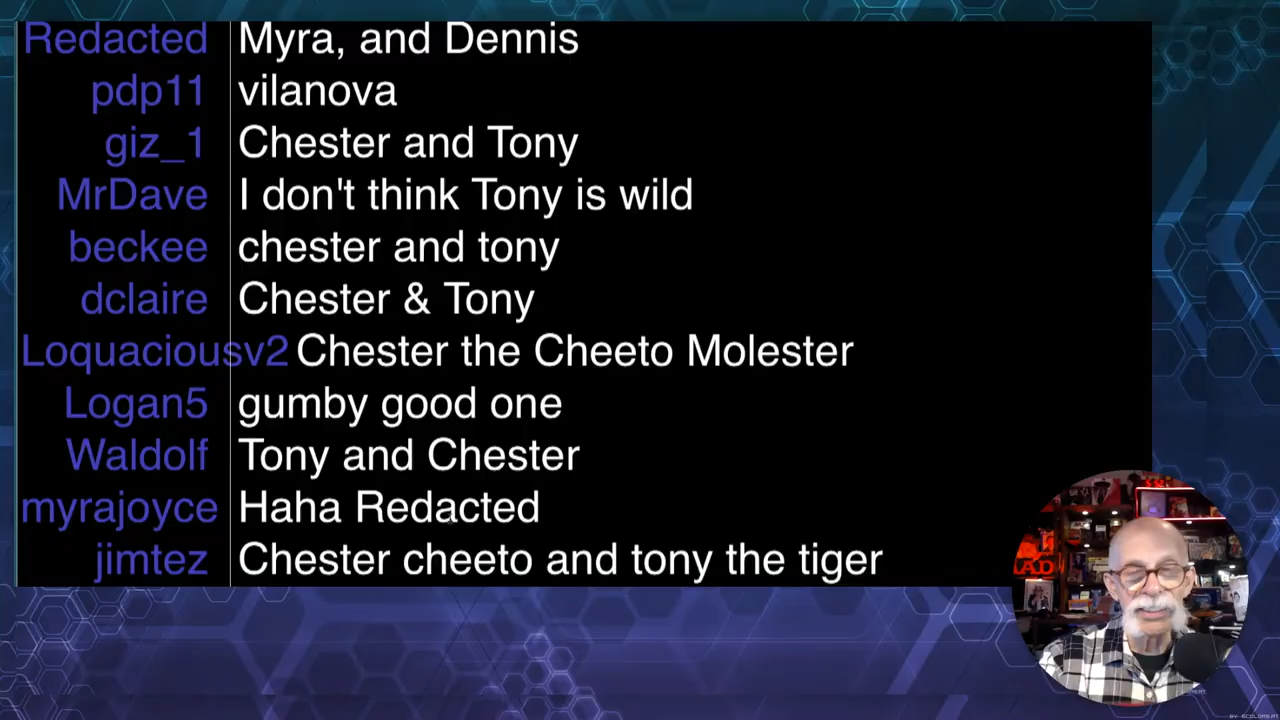 Redacted Myra, and Dennis
pdp11 vilanova
giz_1 Chester and Tony
MrDave I don't think Tony is wild
beckee chester and tony
dclaire Chester & Tony
Loquaciousv2 Chester the Cheeto Molester
Logan5 gumby good one
Waldolf Tony and Chester
myrajoyce Haha Redacted
jimtez Chester cheeto and tony the tiger